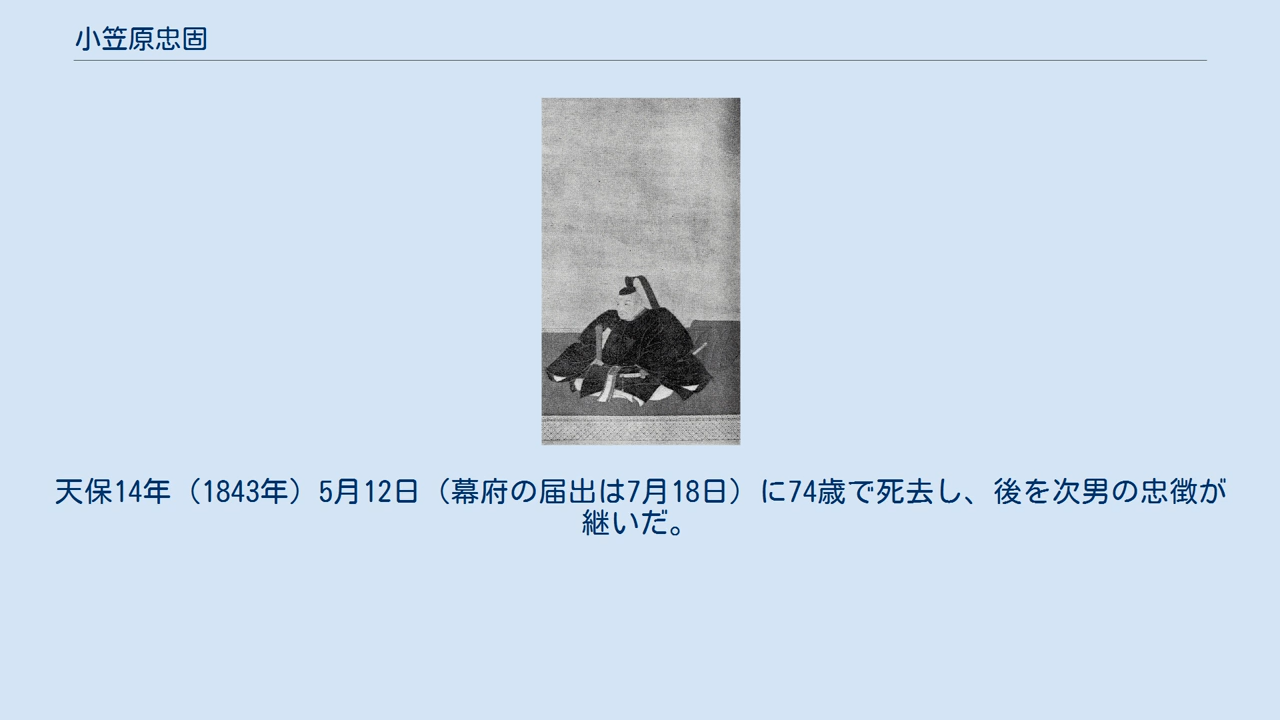 小笠原忠固
天保14年（1843年）5月12日（幕府の届出は7月18日）に74歳で死去し、後を次男の忠徴が
継いだ。